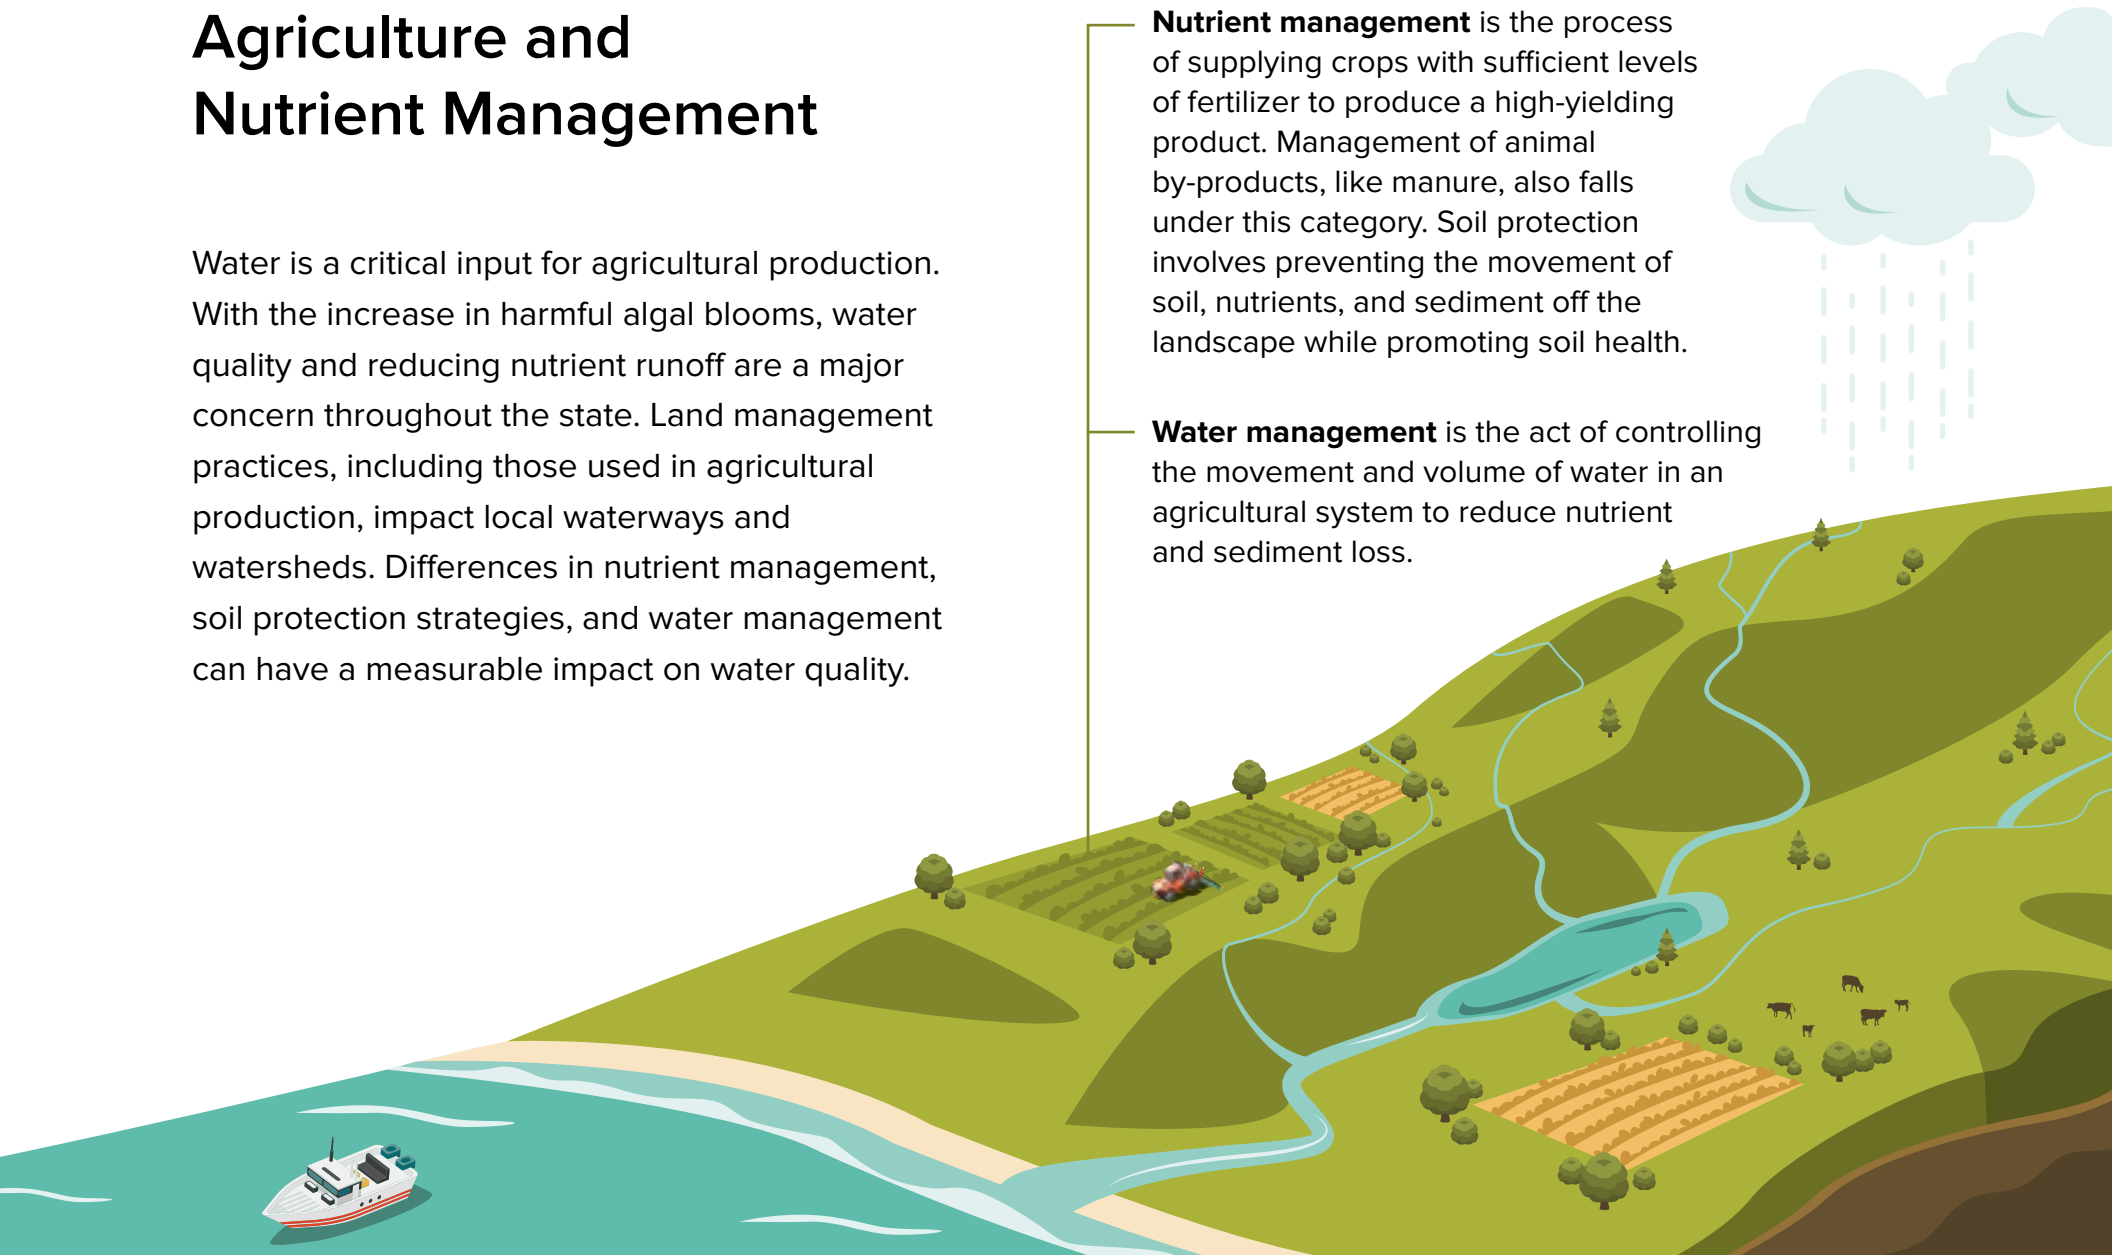 Agriculture and
Nutrient Management
Water is a critical input for agricultural production.
With the increase in harmful algal blooms, water
quality and reducing nutrient runoff are a major
concern throughout the state. Land management
practices, including those used in agricultural
production, impact local waterways and
watersheds. Differences in nutrient management,
soil protection strategies, and water management
can have a measurable impact on water quality.
Nutrient management is the process
of supplying crops with sufficient levels
of fertilizer to produce a high-yielding
product. Management of animal
by-products, like manure, also falls
under this category. Soil protection
involves preventing the movement of
soil, nutrients, and sediment off the
landscape while promoting soil health.
Water management is the act of controlling
the movement and volume of water in an
agricultural system to reduce nutrient
and sediment loss.